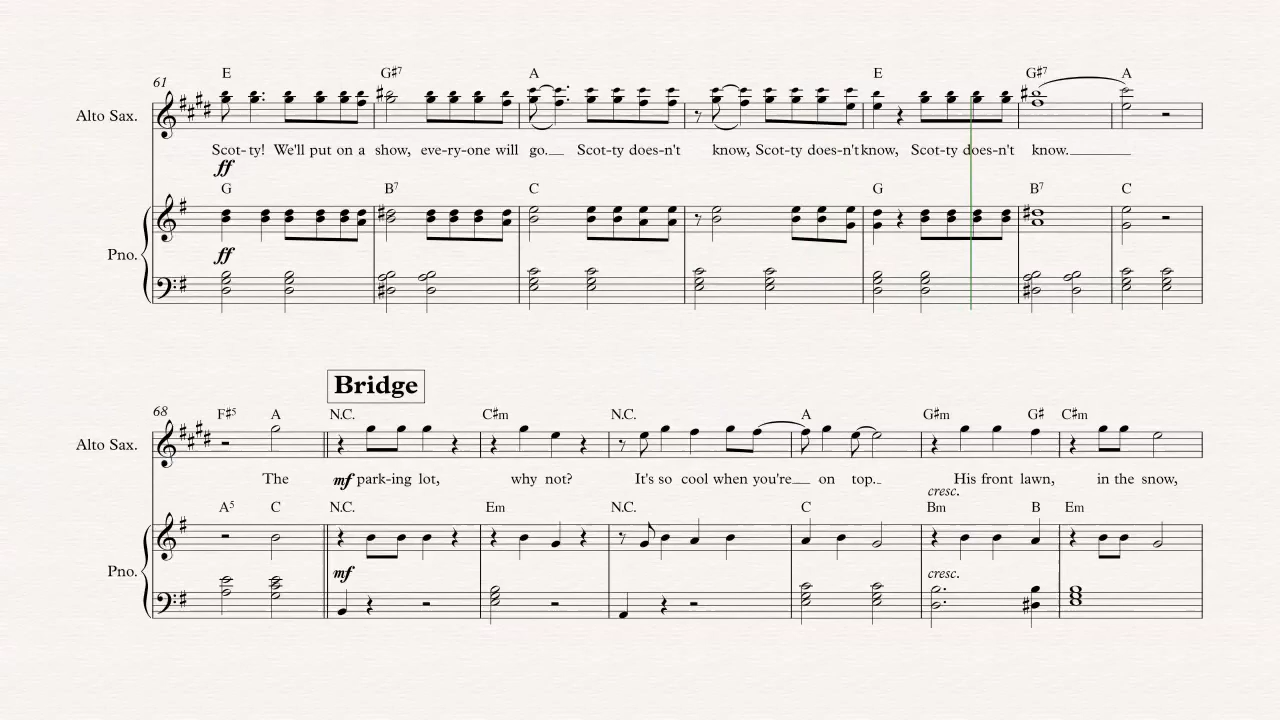 61 E G♯7 A E G♯7 A
Alto Sax.
Scot-ty! We'll put on a show, eve-ry-one will go. Scot-ty does-n't know, Scot-ty does-n't know, Scot-ty does-n't know.
ff
G B7 C G B7 C
Pno.
ff
Bridge
68 F♯5 A N.C. C♯m N.C. A G♯m G♯ C♯m
Alto Sax.
The mf park-ing lot, why not? It's so cool when you're on top. His front lawn, in the snow,
cresc.
A5 C N.C. Em N.C. C Bm B Em
Pno.
mf cresc.